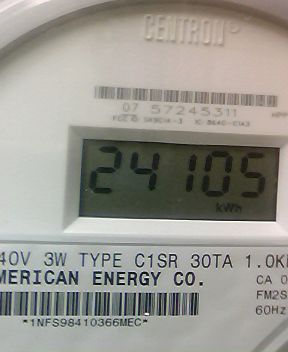 CENTRON®
07 57245311
24105
kWh
40V 3W TYPE C1SR 30TA 1.0K
MERICAN ENERGY CO.
CA 0
FM2S
60Hz
*1NFS98410366MEC*